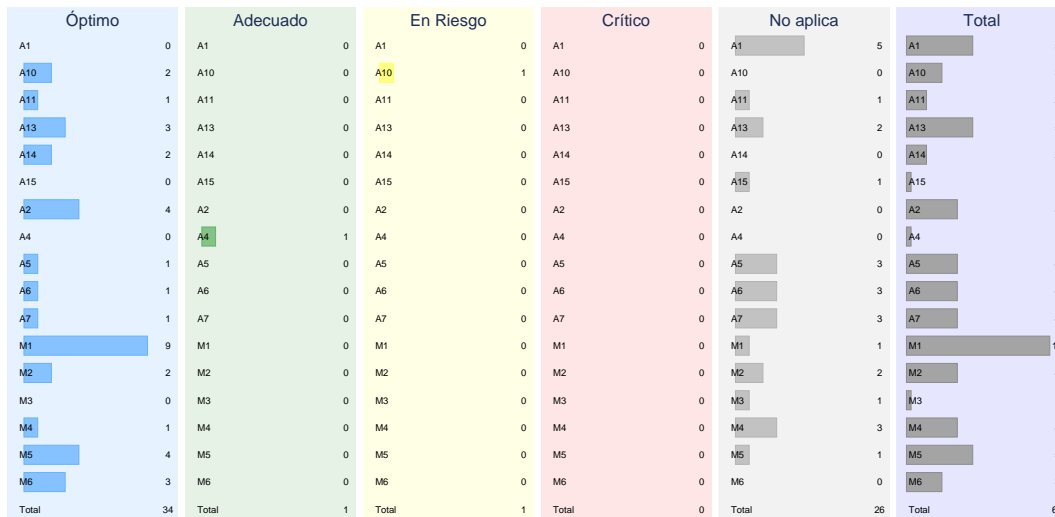 Óptimo Adecuado En Riesgo Crítico No aplica Total
A1 0 A1 0 A1 0 A1 0 A1 5 A1
A10 2 A10 0 A10 1 A10 0 A10 0 A10
A11 1 A11 0 A11 0 A11 0 A11 1 A11
A13 3 A13 0 A13 0 A13 0 A13 2 A13
A14 2 A14 0 A14 0 A14 0 A14 0 A14
A15 0 A15 0 A15 0 A15 0 A15 1 A15
A2 4 A2 0 A2 0 A2 0 A2 0 A2
A4 0 A4 1 A4 0 A4 0 A4 0 A4
A5 1 A5 0 A5 0 A5 0 A5 3 A5
A6 1 A6 0 A6 0 A6 0 A6 3 A6
A7 1 A7 0 A7 0 A7 0 A7 3 A7
M1 9 M1 0 M1 0 M1 0 M1 1 M1
M2 2 M2 0 M2 0 M2 0 M2 2 M2
M3 0 M3 0 M3 0 M3 0 M3 1 M3
M4 1 M4 0 M4 0 M4 0 M4 3 M4
M5 4 M5 0 M5 0 M5 0 M5 1 M5
M6 3 M6 0 M6 0 M6 0 M6 0 M6
Total 34 Total 1 Total 1 Total 0 Total 26 Total